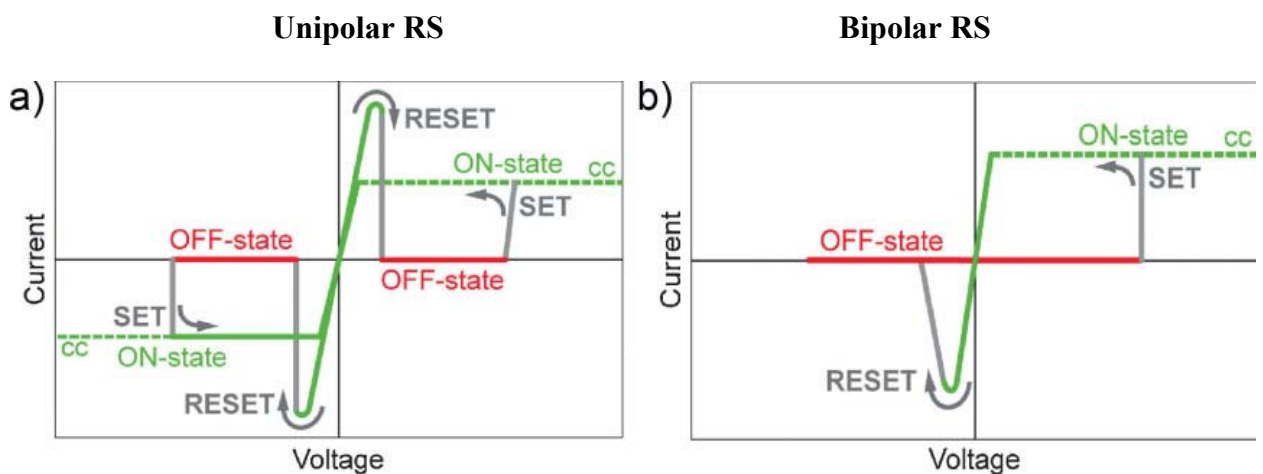 Unipolar RS
Bipolar RS
a)
RESET
ON-state
cc
SET
OFF-state
OFF-state
SET
cc
ON-state
RESET
Current
Voltage
b)
ON-state
cc
SET
OFF-state
RESET
Current
Voltage